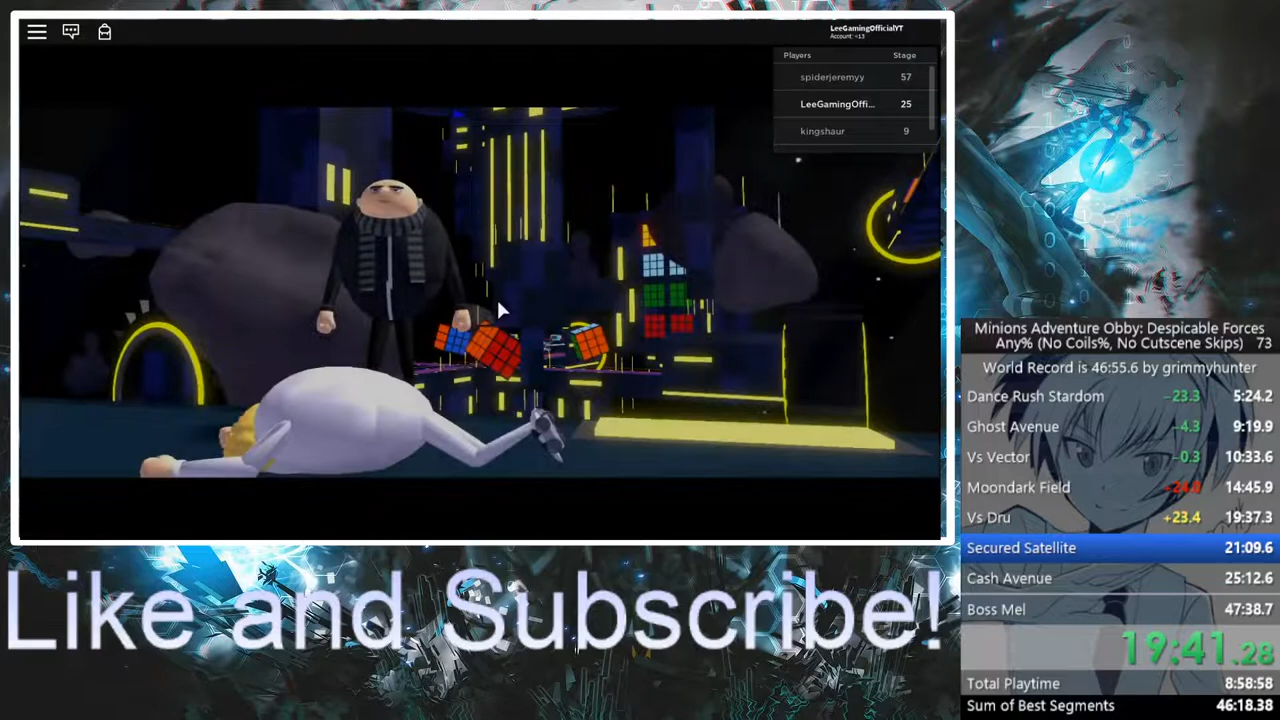 LeeGamingOfficialYT
Account: <13
Players Stage
spiderjeremyy 57
LeeGamingOffi... 25
kingshaur 9
Minions Adventure Obby: Despicable Forces
Any% (No Coils%, No Cutscene Skips) 73
World Record is 46:55.6 by grimmyhunter
Dance Rush Stardom -23.3 5:24.2
Ghost Avenue -4.3 9:19.9
Vs Vector -0.3 10:33.6
Moondark Field 14:45.9
Vs Dru +23.4 19:37.3
Secured Satellite 21:09.6
Cash Avenue 25:12.6
Boss Mel 47:38.7
19:41.28
Total Playtime 8:58:58
Sum of Best Segments 46:18.38
Like and Subscribe!